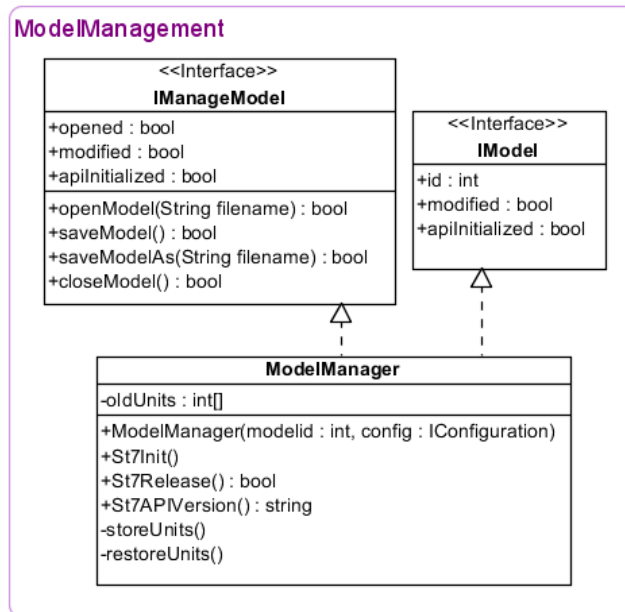 ModelManagement
<<Interface>>
IManageModel
+opened : bool
+modified : bool
+apiInitialized : bool
+openModel(String filename) : bool
+saveModel() : bool
+saveModelAs(String filename) : bool
+closeModel() : bool
<<Interface>>
IModel
+id : int
+modified : bool
+apiInitialized : bool
ModelManager
-oldUnits : int[]
+ModelManager(modelid : int, config : IConfiguration)
+St7Init()
+St7Release() : bool
+St7APIVersion() : string
-storeUnits()
-restoreUnits()